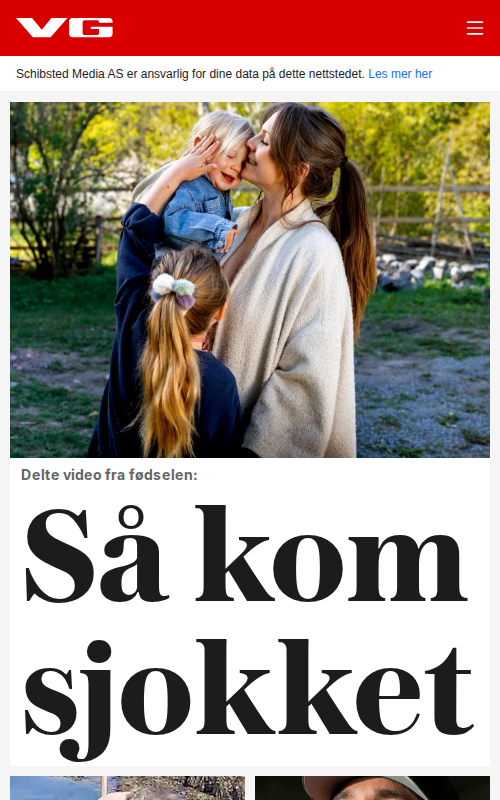 VG
Schibsted Media AS er ansvarlig for dine data på dette nettstedet. Les mer her
Delte video fra fødselen:
Så kom
sjokket